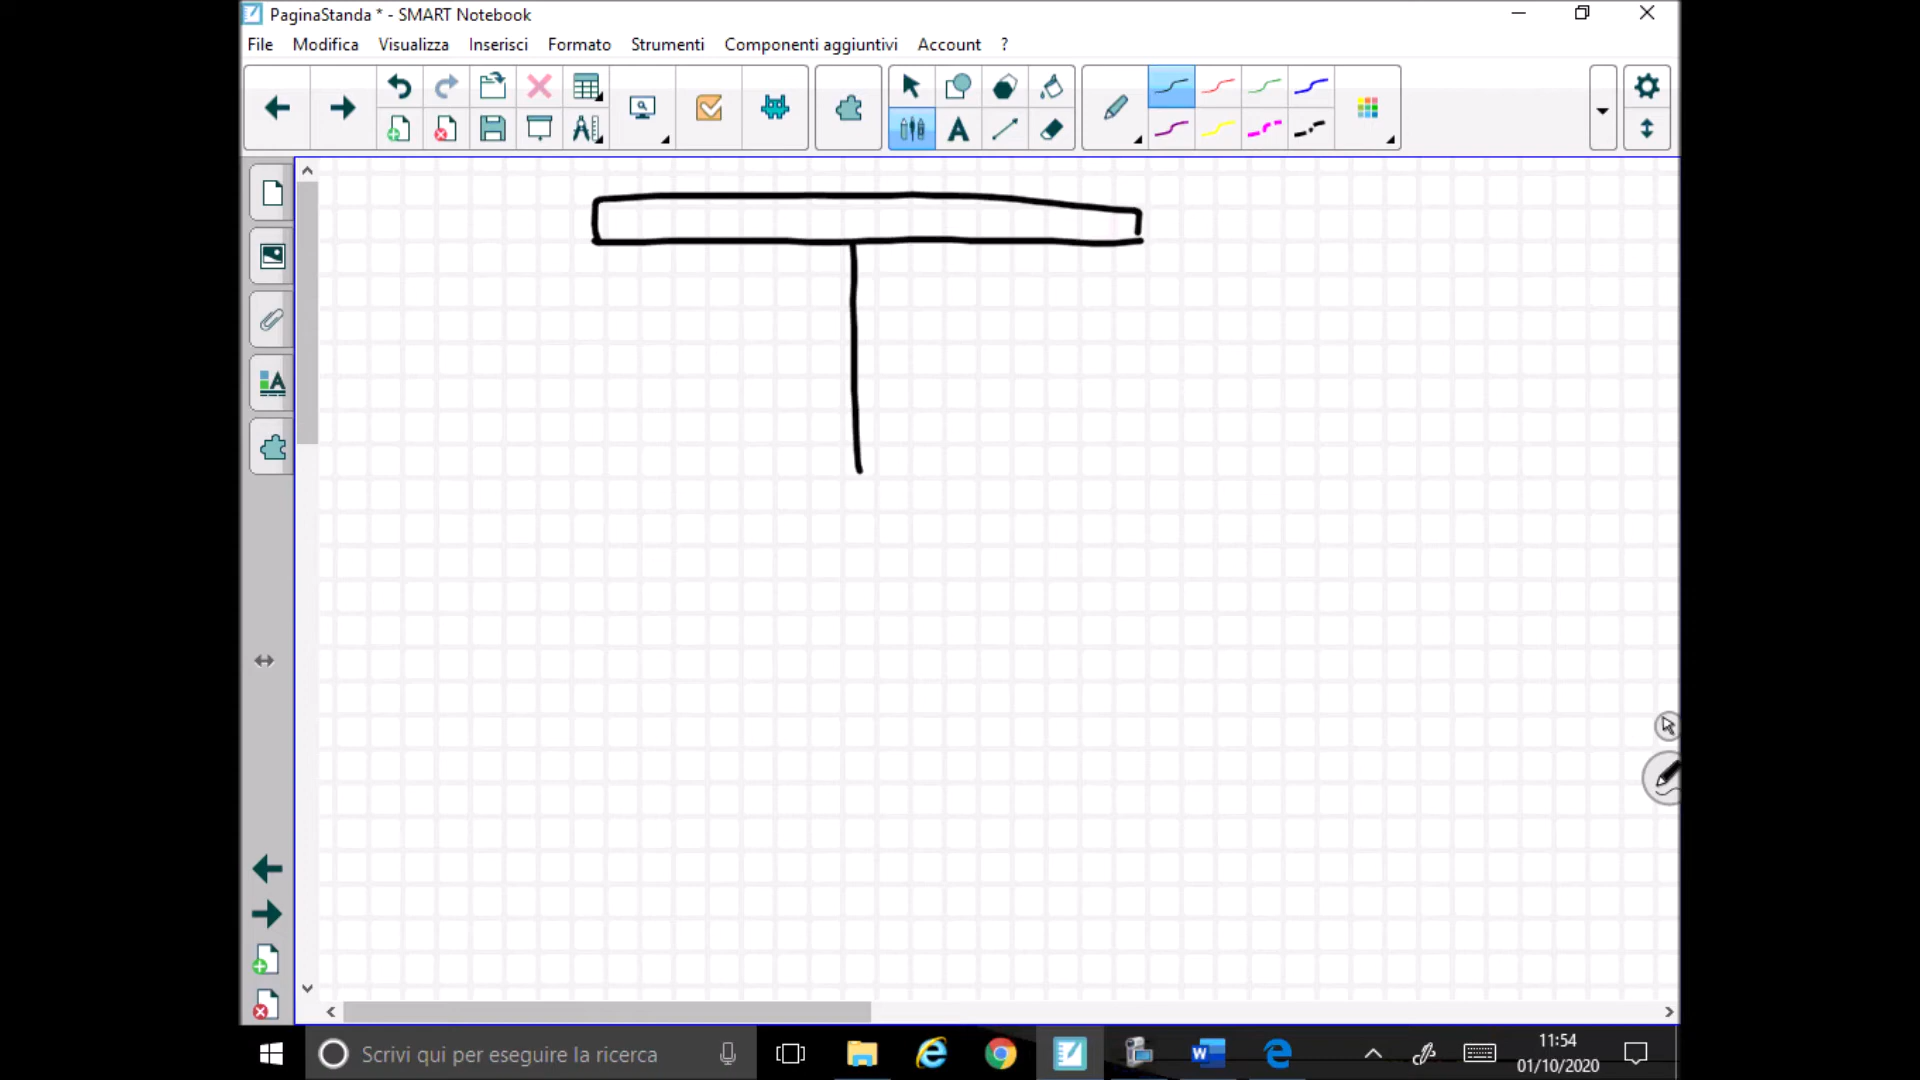 PaginaStanda * - SMART Notebook
File Modifica Visualizza Inserisci Formato Strumenti Componenti aggiuntivi Account ?
Scrivi qui per eseguire la ricerca
11:54
01/10/2020